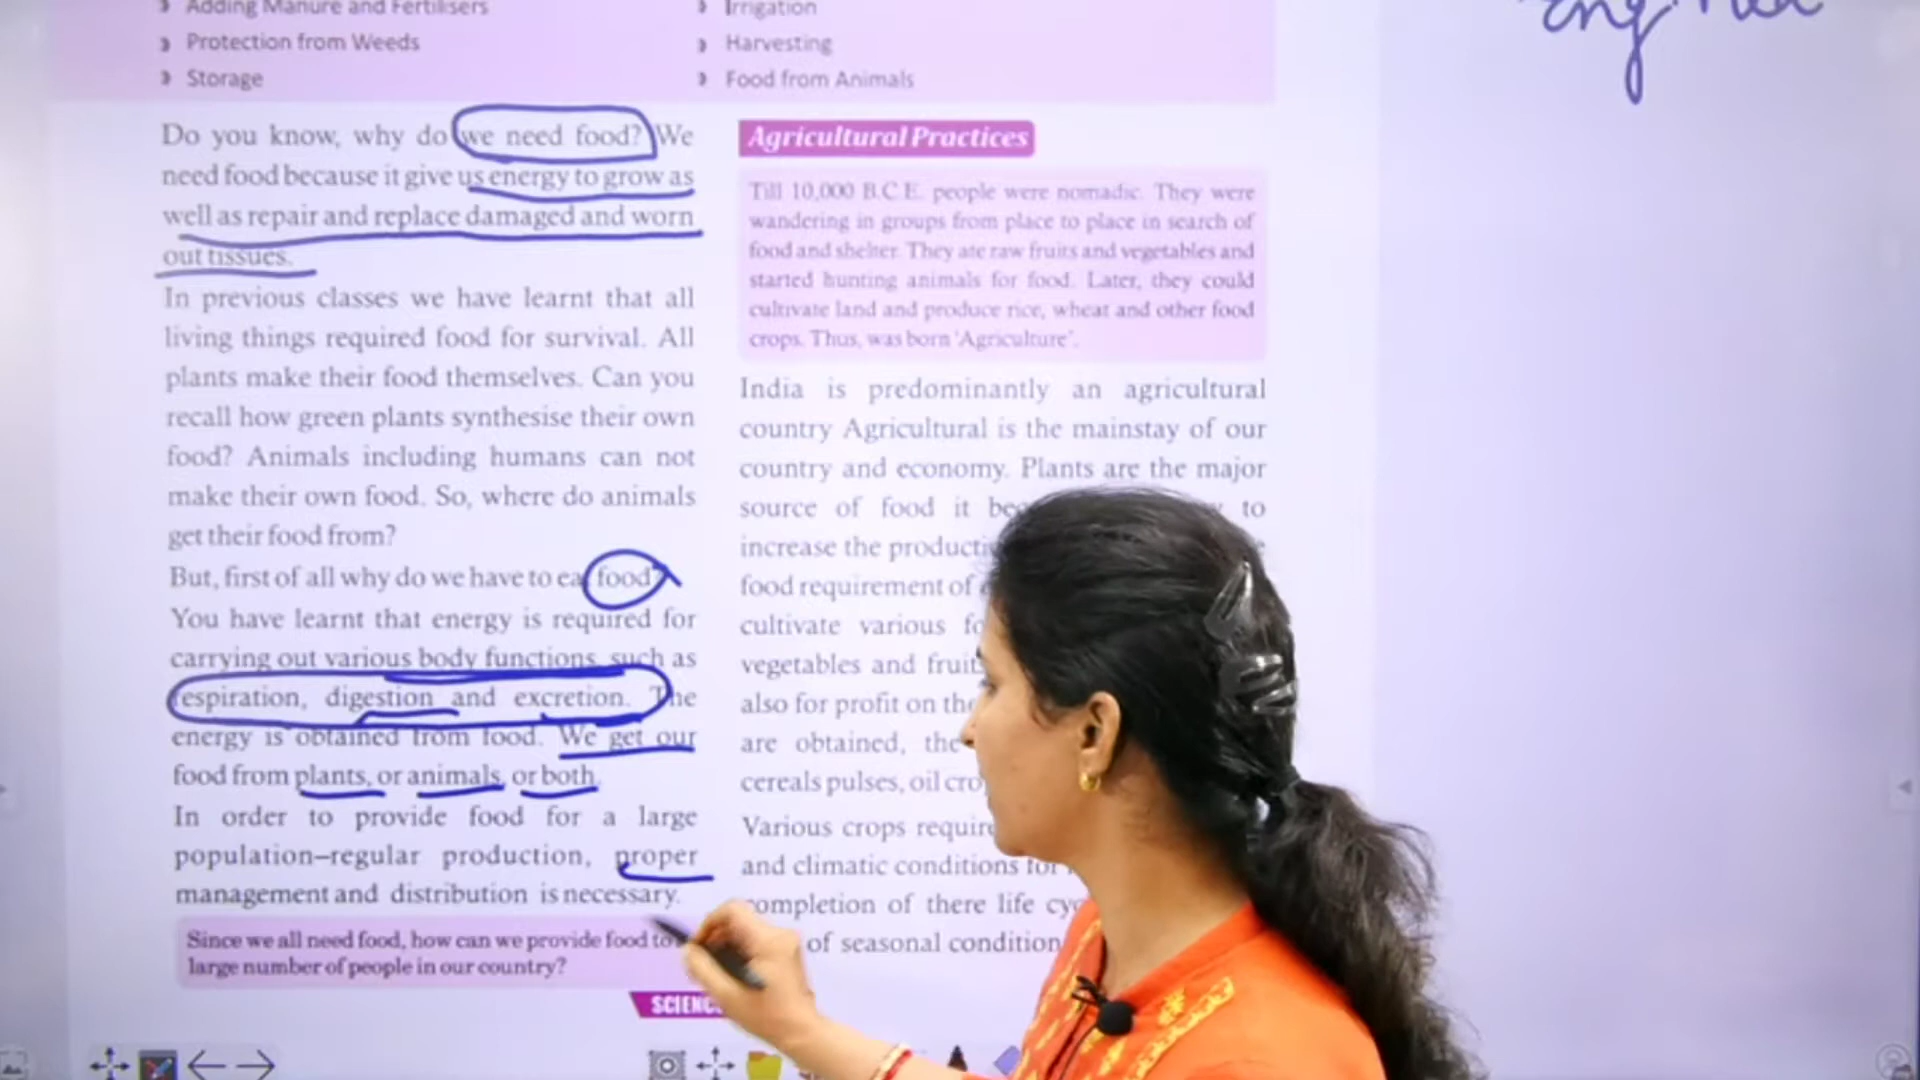 Adding Manure and Fertilisers
Irrigation
Protection from Weeds
Harvesting
Storage
Food from Animals
Do you know, why do we need food? We
need food because it give us energy to grow as
well as repair and replace damaged and worn
out tissues.
In previous classes we have learnt that all
living things required food for survival. All
plants make their food themselves. Can you
recall how green plants synthesise their own
food? Animals including humans can not
make their own food. So, where do animals
get their food from?
But, first of all why do we have to eat food?
You have learnt that energy is required for
carrying out various body functions, such as
respiration, digestion and excretion. The
energy is obtained from food. We get our
food from plants, or animals, or both.
In order to provide food for a large
population–regular production, proper
management and distribution is necessary.
Since we all need food, how can we provide food to
large number of people in our country?
SCIENC
Agricultural Practices
Till 10,000 B.C.E. people were nomadic. They were
wandering in groups from place to place in search of
food and shelter. They ate raw fruits and vegetables and
started hunting animals for food. Later, they could
cultivate land and produce rice, wheat and other food
crops. Thus, was born 'Agriculture'.
India is predominantly an agricultural
country Agricultural is the mainstay of our
country and economy. Plants are the major
source of food it to
increase the
food requirement of
cultivate various
vegetables and
also for profit on
are obtained,
cereals pulses, oil
Various crops
and climatic conditions
completion of there life
of seasonal condition
Eng